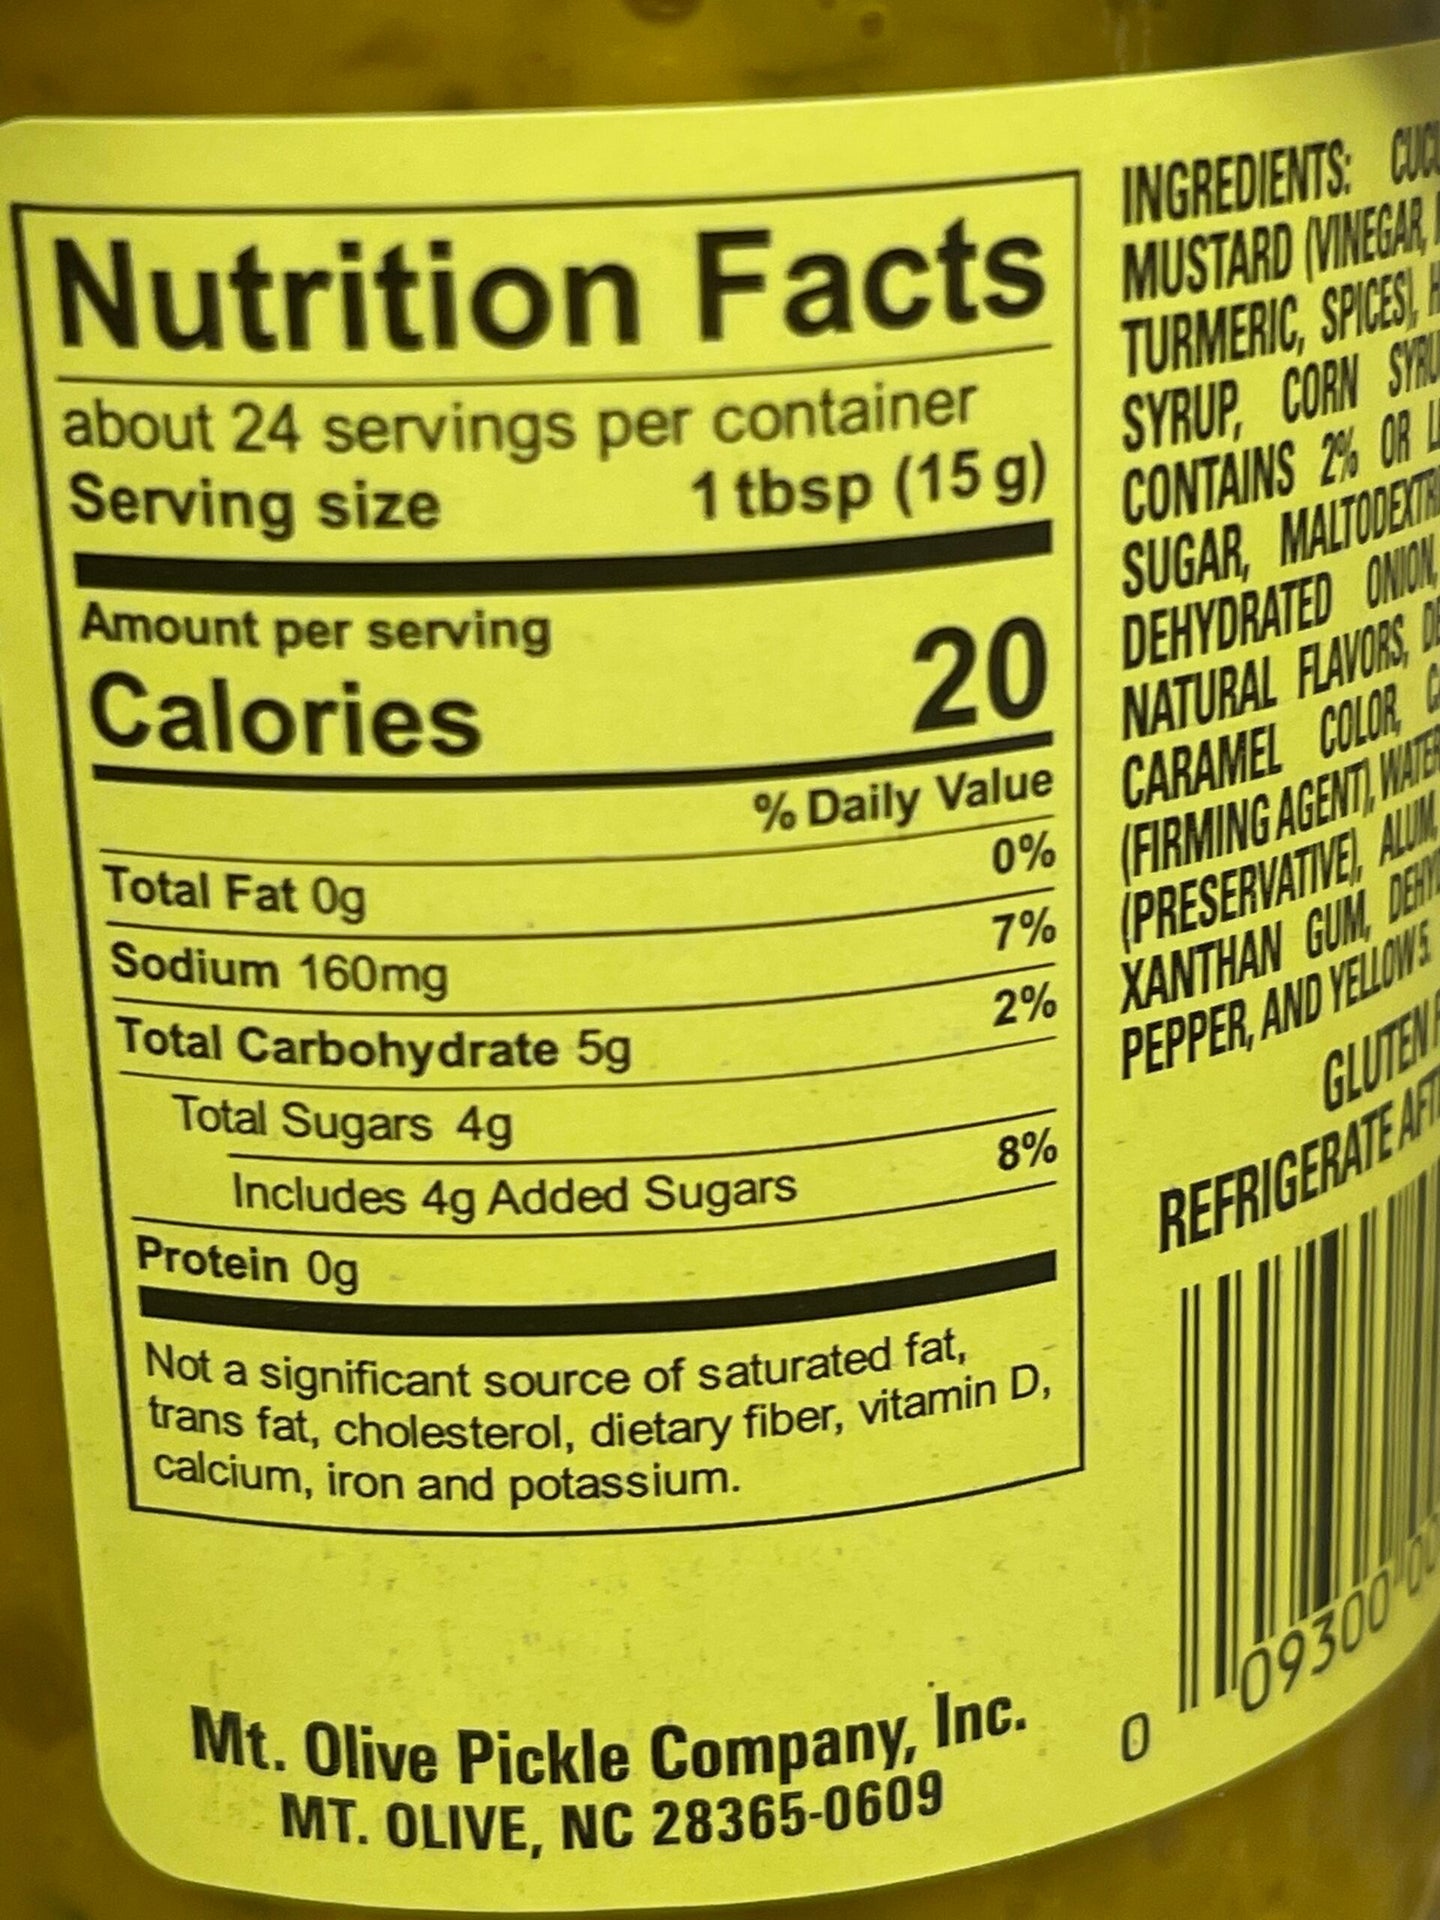 Nutrition Facts
about 24 servings per container
Serving size 1 tbsp (15 g)
Amount per serving
Calories 20
% Daily Value
Total Fat 0g 0%
Sodium 160mg 7%
Total Carbohydrate 5g 2%
Total Sugars 4g
Includes 4g Added Sugars 8%
Protein 0g
Not a significant source of saturated fat,
trans fat, cholesterol, dietary fiber, vitamin D,
calcium, iron and potassium.
Mt. Olive Pickle Company, Inc.
MT. OLIVE, NC 28365-0609
INGREDIENTS:
MUSTARD (VINEGAR,
TURMERIC, SPICES),
SYRUP, CORN
CONTAINS 2% OR
SUGAR,
DEHYDRATED ONION,
NATURAL FLAVORS,
CARAMEL COLOR,
(FIRMING AGENT),
(PRESERVATIVE), ALUM,
XANTHAN GUM,
PEPPER, AND YELLOW 5.
GLUTEN
REFRIGERATE
0 09300